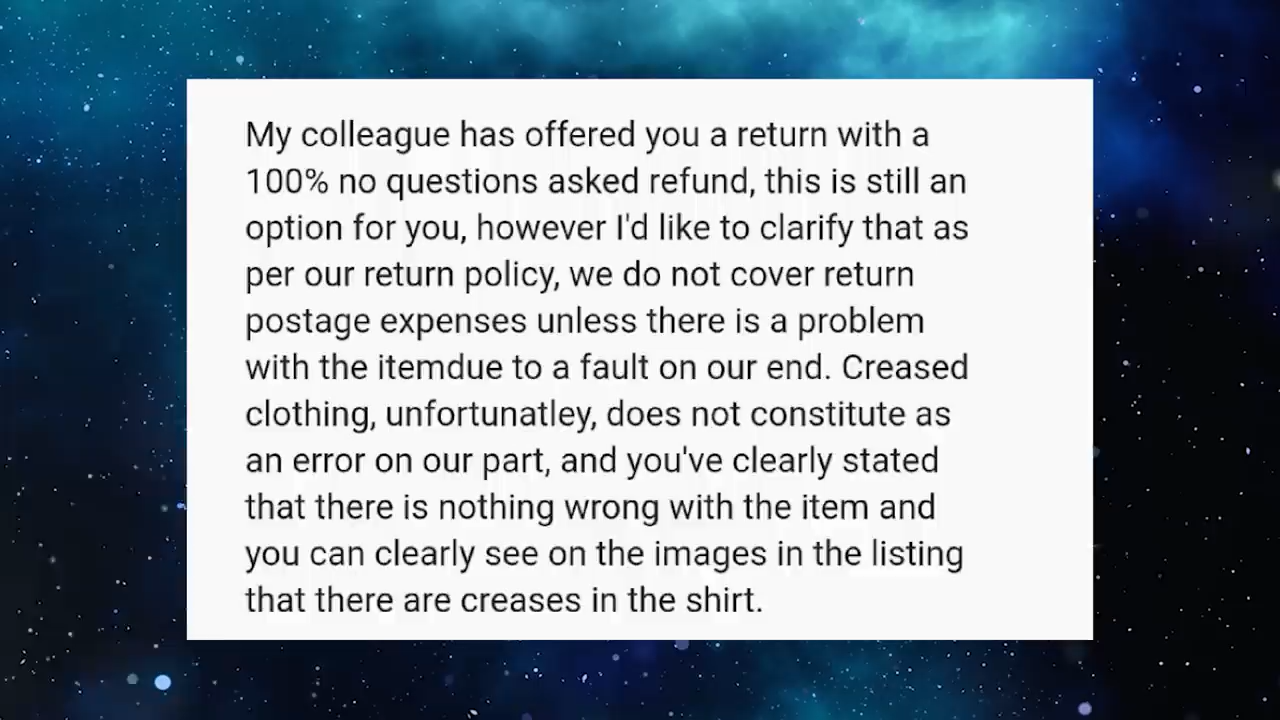 My colleague has offered you a return with a
100% no questions asked refund, this is still an
option for you, however I'd like to clarify that as
per our return policy, we do not cover return
postage expenses unless there is a problem
with the itemdue to a fault on our end. Creased
clothing, unfortunatley, does not constitute as
an error on our part, and you've clearly stated
that there is nothing wrong with the item and
you can clearly see on the images in the listing
that there are creases in the shirt.